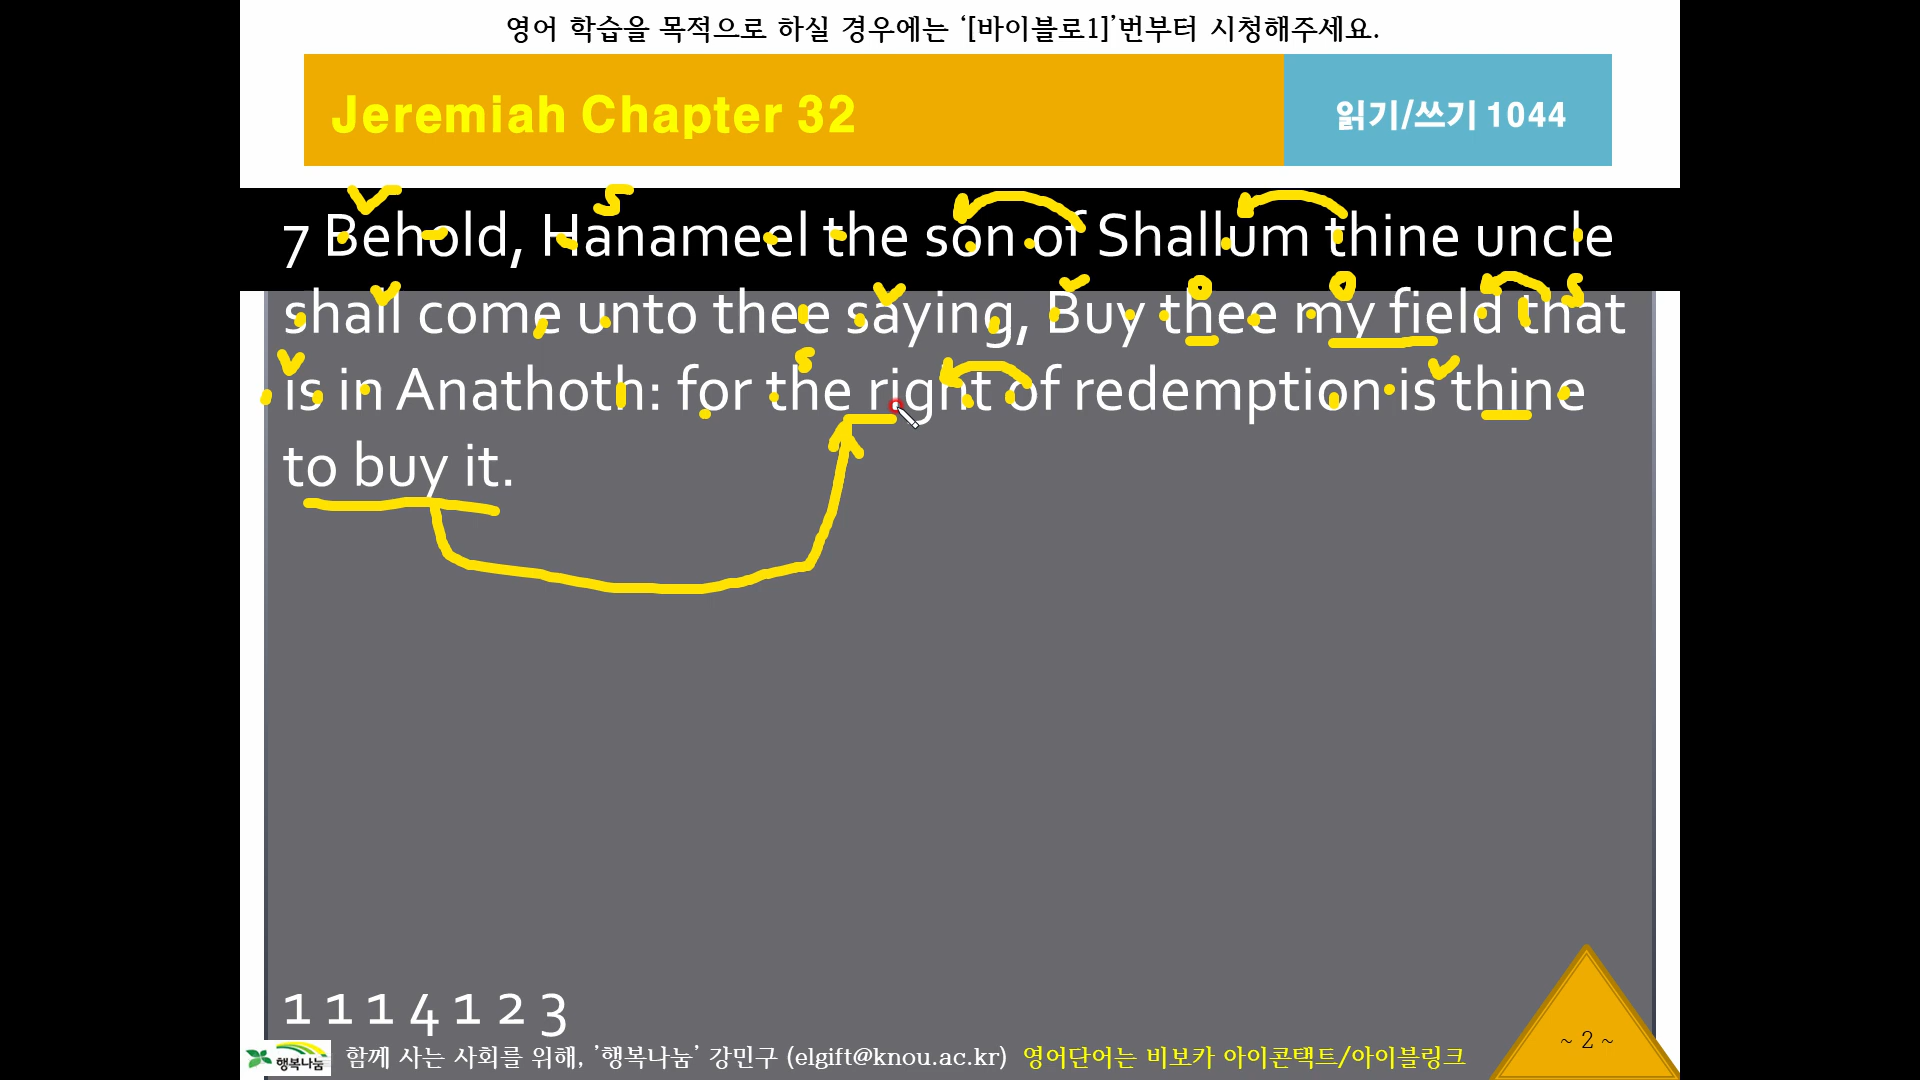 영어 학습을 목적으로 하실 경우에는 ‘[바이블로1]’번부터 시청해주세요.
Jeremiah Chapter 32
읽기/쓰기 1044
7 Behold, Hanameel the son of Shallum thine uncle
shall come unto thee saying, Buy thee my field that
is in Anathoth: for the right of redemption is thine
to buy it.
1 1 1 4 1 2 3
행복나눔
함께 사는 사회를 위해, ’행복나눔’ 강민구 (elgift@knou.ac.kr) 영어단어는 비보카 아이콘택트/아이블링크
~ 2 ~